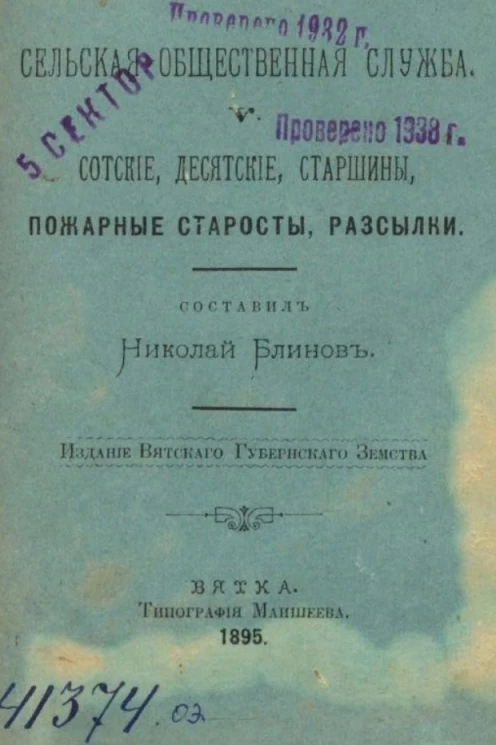 Проверено 1932 г.
СЕЛЬСКАЯ ОБЩЕСТВЕННАЯ СЛУЖБА.
5 СЕКТОР
V.
Проверено 1938 г.
СОТСКІЕ, ДЕСЯТСКІЕ, СТАРШИНЫ,
ПОЖАРНЫЕ СТАРОСТЫ, РАЗСЫЛКИ.
СОСТАВИЛЪ
Николай Блиновъ.
Изданіе Вятскаго Губернскаго Земства
ВЯТКА.
Типографія Маишеева.
1895.
41374.оэ